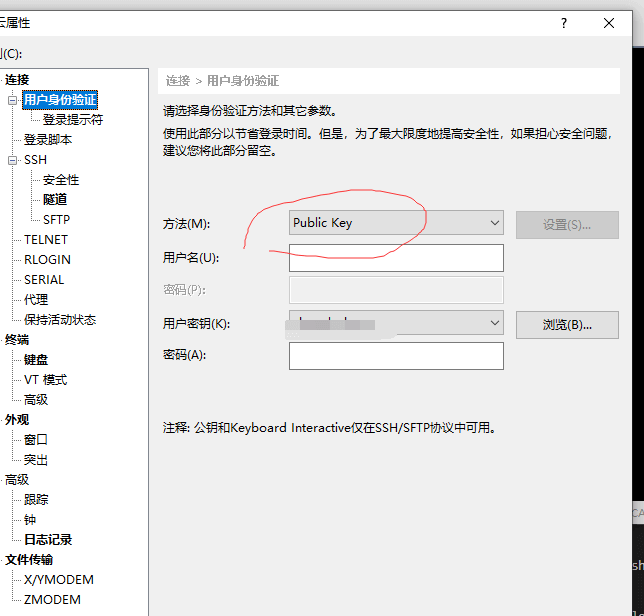 云属性
? ×
(C):
连接
用户身份验证
登录提示符
登录脚本
SSH
安全性
隧道
SFTP
TELNET
RLOGIN
SERIAL
代理
保持活动状态
终端
键盘
VT 模式
高级
外观
窗口
突出
高级
跟踪
钟
日志记录
文件传输
X/YMODEM
ZMODEM
连接 > 用户身份验证
请选择身份验证方法和其它参数。
使用此部分以节省登录时间。但是，为了最大限度地提高安全性，如果担心安全问题，
建议您将此部分留空。
方法(M):
Public Key
设置(S)...
用户名(U):
密码(P):
用户密钥(K):
浏览(B)...
密码(A):
注释: 公钥和Keyboard Interactive仅在SSH/SFTP协议中可用。
CA
sh